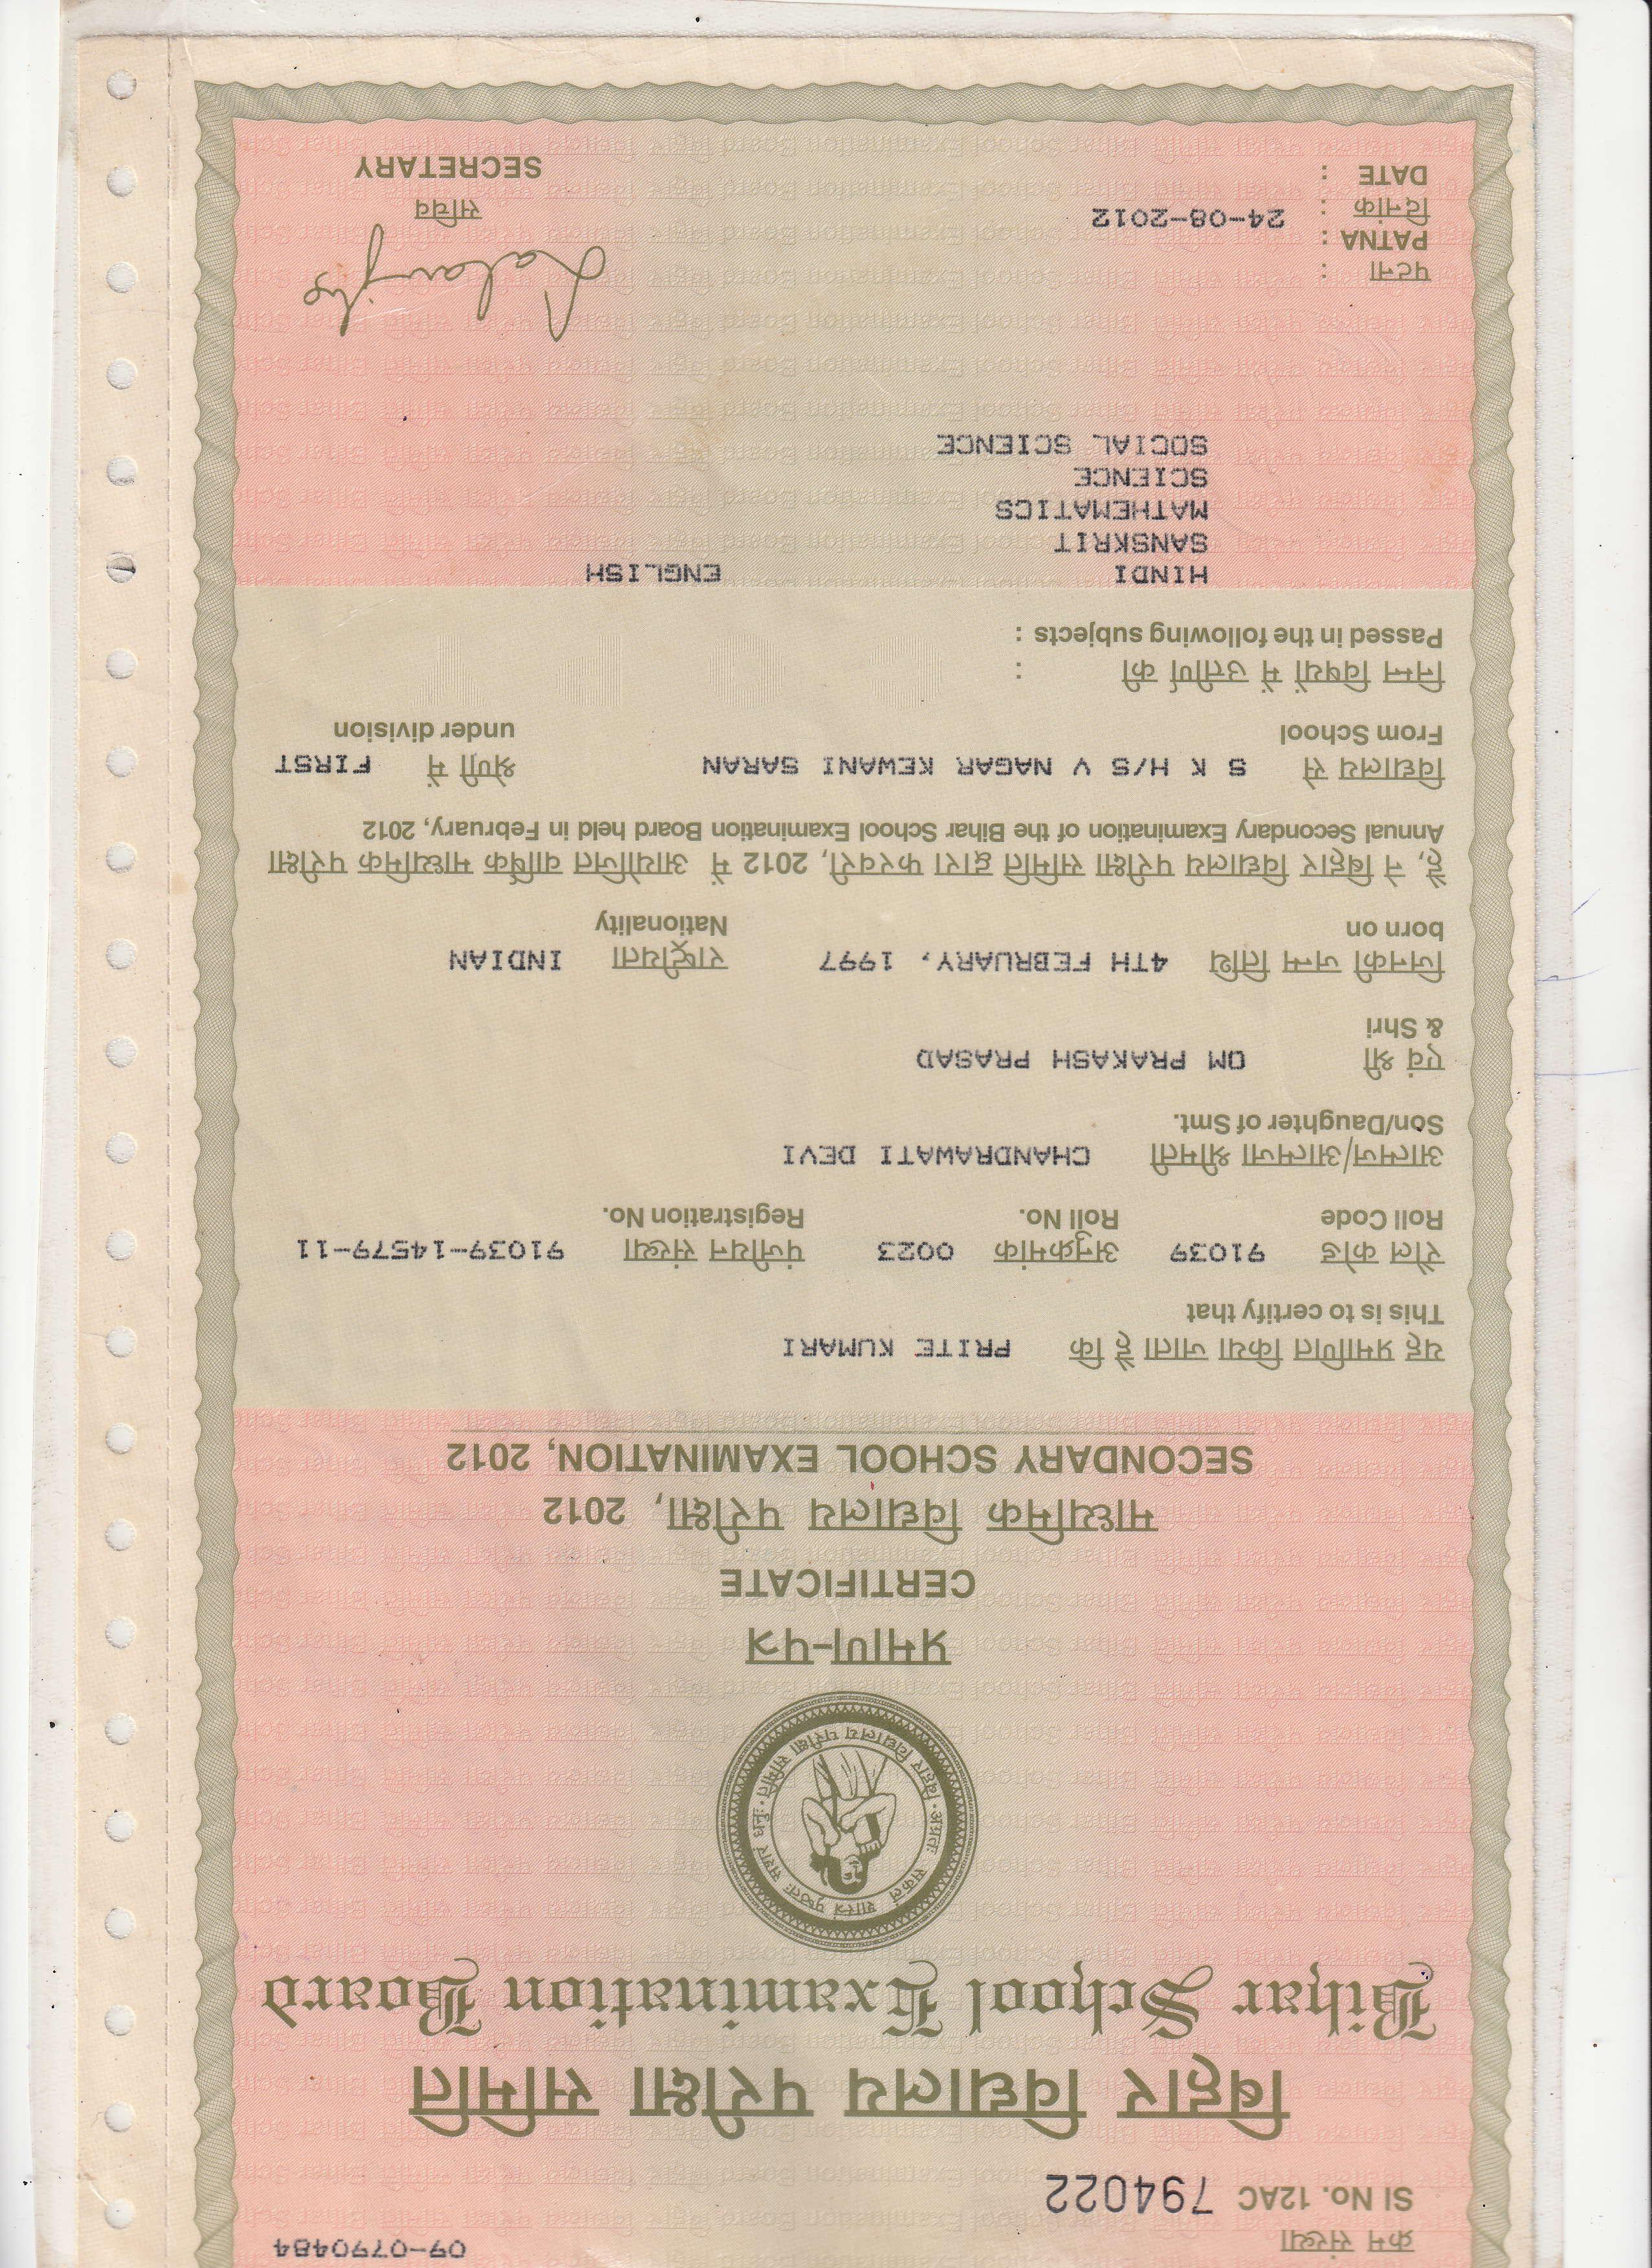 09-0790484
क्रम संख्या
Sl No. 12AC 794022
बिहार विद्यालय परीक्षा समिति
Bihar School Examination Board
प्रमाण-पत्र
CERTIFICATE
माध्यमिक विद्यालय परीक्षा, 2012
SECONDARY SCHOOL EXAMINATION, 2012
यह प्रमाणित किया जाता है कि PRITE KUMARI
This is to certify that
रोल कोड 91039 अनुक्रमांक 0023 पंजीयन संख्या 91039-14579-11
Roll Code Roll No. Registration No.
आत्मज/आत्मजा श्रीमती CHANDRAWATI DEVI
Son/Daughter of Smt.
एवं श्री OM PRAKASH PRASAD
& Shri
जिनकी जन्म तिथि 4TH FEBRUARY, 1997 राष्ट्रीयता INDIAN
born on Nationality
हैं, ने बिहार विद्यालय परीक्षा समिति द्वारा फरवरी, 2012 में आयोजित वार्षिक माध्यमिक परीक्षा
Annual Secondary Examination of the Bihar School Examination Board held in February, 2012
विद्यालय से S K H/S V NAGAR KEWANI SARAN श्रेणी में FIRST
From School under division
निम्न विषयों में उत्तीर्ण की :
Passed in the following subjects :
HINDI ENGLISH
SANSKRIT
MATHEMATICS
SCIENCE
SOCIAL SCIENCE
पटना :
PATNA :
दिनांक : 24-08-2012
DATE :
सचिव
SECRETARY